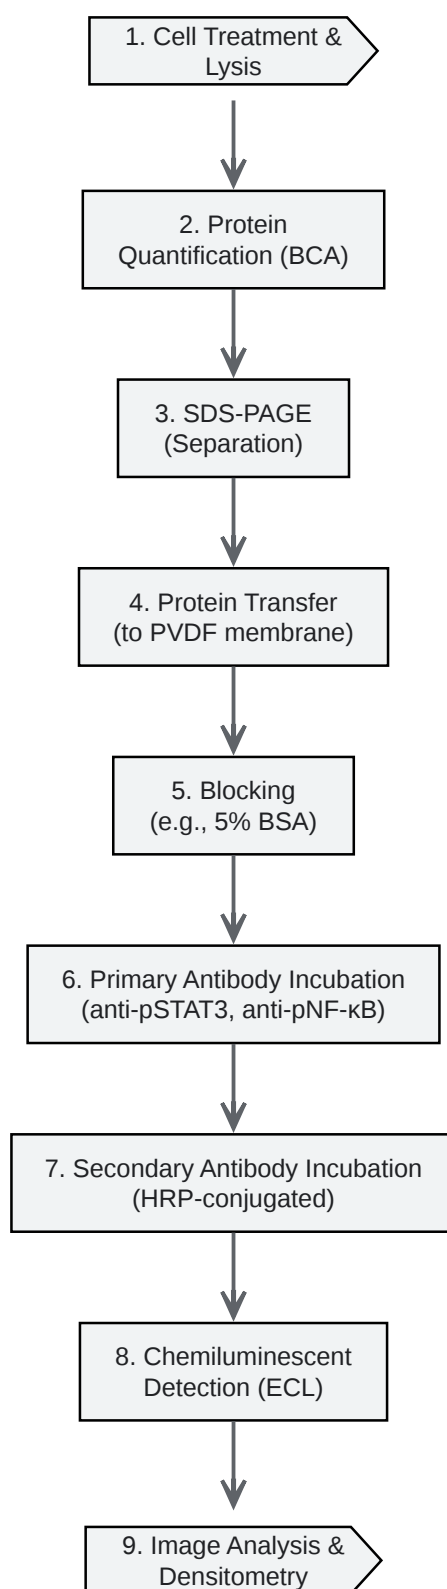 1. Cell Treatment &
Lysis
2. Protein
Quantification (BCA)
3. SDS-PAGE
(Separation)
4. Protein Transfer
(to PVDF membrane)
5. Blocking
(e.g., 5% BSA)
6. Primary Antibody Incubation
(anti-pSTAT3, anti-pNF-κB)
7. Secondary Antibody Incubation
(HRP-conjugated)
8. Chemiluminescent
Detection (ECL)
9. Image Analysis &
Densitometry